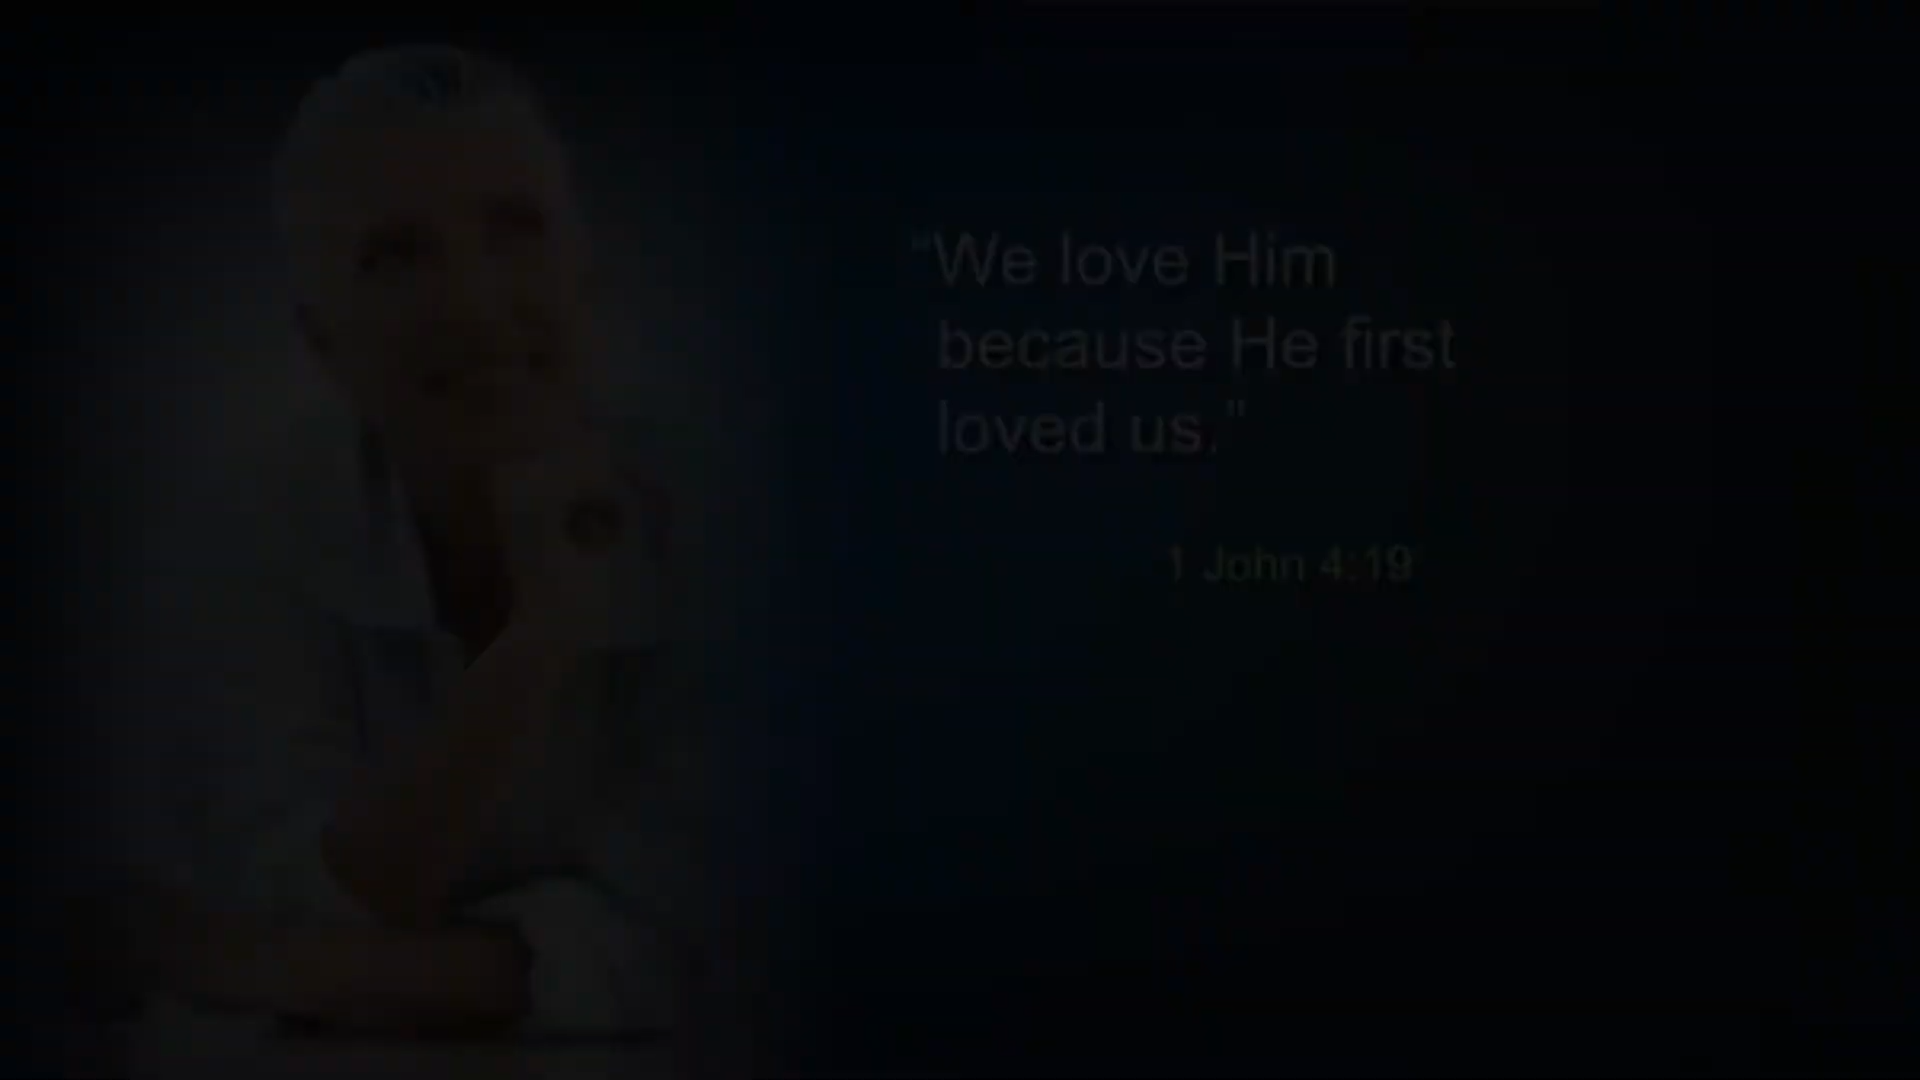 “We love Him
because He first
loved us.”
1 John 4:19